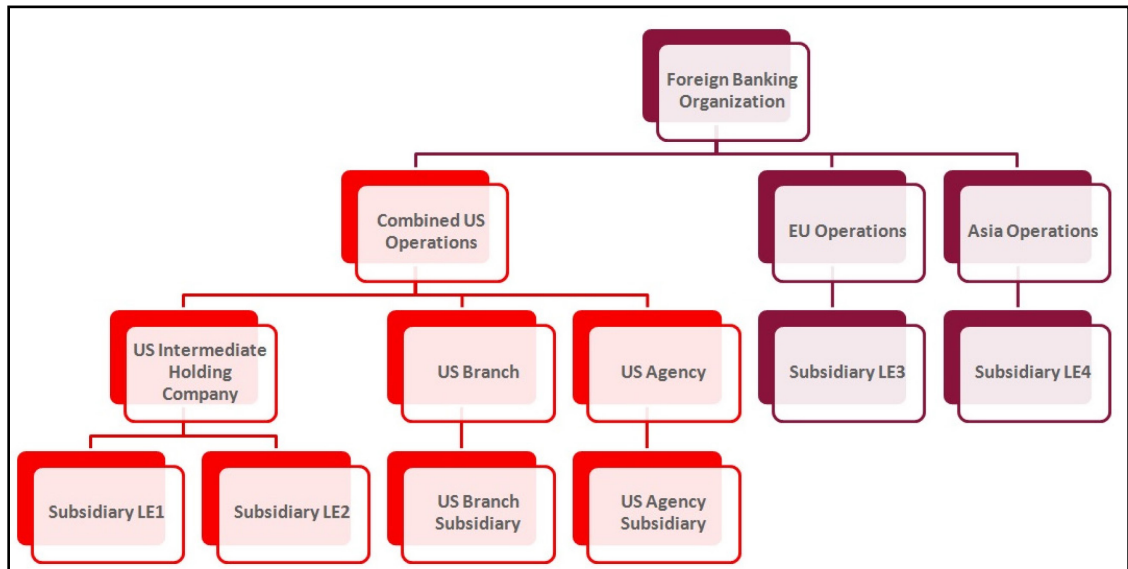 Foreign Banking
Organization
Combined US
Operations
EU Operations
Asia Operations
US Intermediate
Holding
Company
US Branch
US Agency
Subsidiary LE3
Subsidiary LE4
Subsidiary LE1
Subsidiary LE2
US Branch
Subsidiary
US Agency
Subsidiary